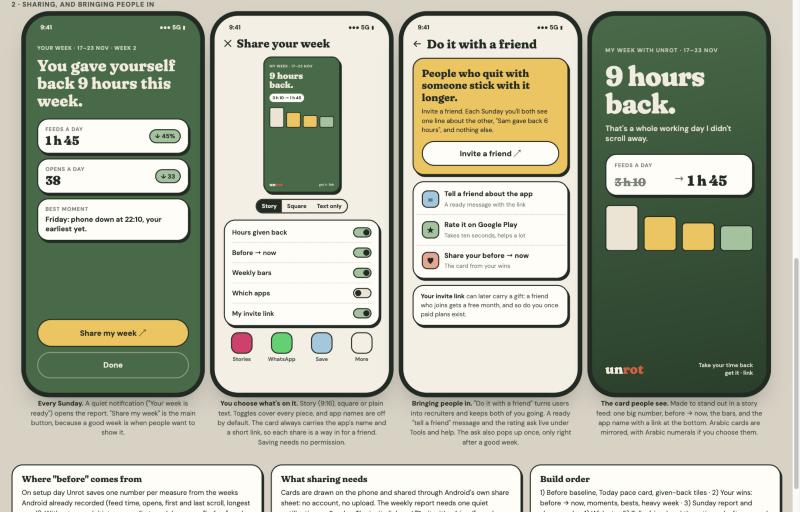 2 · SHARING, AND BRINGING PEOPLE IN
9:41
5G
YOUR WEEK · 17–23 NOV · WEEK 2
You gave yourself
back 9 hours this
week.
FEEDS A DAY
1 h 45
↓ 45%
OPENS A DAY
38
↓ 33
BEST MOMENT
Friday: phone down at 22:10, your
earliest yet.
Share my week ↗
Done
Every Sunday. A quiet notification ("Your week is
ready") opens the report. "Share my week" is the main
button, because a good week is when people want to
show it.
9:41
5G
× Share your week
MY WEEK · 17–23 NOV
9 hours
back.
3 h 10 → 1 h 45
unrot
get it · link
Story
Square
Text only
Hours given back
Before → now
Weekly bars
Which apps
My invite link
Stories
WhatsApp
Save
More
You choose what's on it. Story (9:16), square or plain
text. Toggles cover every piece, and app names are off
by default. The card always carries the app's name and
a short link, so each share is a way in for a friend.
Saving needs no permission.
9:41
5G
← Do it with a friend
People who quit with
someone stick with it
longer.
Invite a friend. Each Sunday you'll both see
one line about the other, "Sam gave back 6
hours", and nothing else.
Invite a friend ↗
Tell a friend about the app
A ready message with the link
Rate it on Google Play
Takes ten seconds, helps a lot
Share your before → now
The card from your wins
Your invite link can later carry a gift: a friend
who joins gets a free month, and so do you once
paid plans exist.
Bringing people in. "Do it with a friend" turns users
into recruiters and keeps both of you going. A ready
"tell a friend" message and the rating ask live under
Tools and help. The ask also pops up once, only right
after a good week.
MY WEEK WITH UNROT · 17–23 NOV
9 hours
back.
That's a whole working day I didn't
scroll away.
FEEDS A DAY
3 h 10 → 1 h 45
unrot
Take your time back
get it · link
The card people see. Made to stand out in a story
feed: one big number, before → now, the bars, and the
app name with a link at the bottom. Arabic cards are
mirrored, with Arabic numerals if you choose them.
Where "before" comes from
On setup day Unrot saves one number per measure from the weeks
Android already recorded (feed time, opens, first and last scroll, longest
What sharing needs
Cards are drawn on the phone and shared through Android's own share
sheet: no account, no upload. The weekly report needs one quiet
Build order
1) Before baseline, Today pace card, given-back tiles · 2) Your wins:
before → now, moments, bests, heavy week · 3) Sunday report and